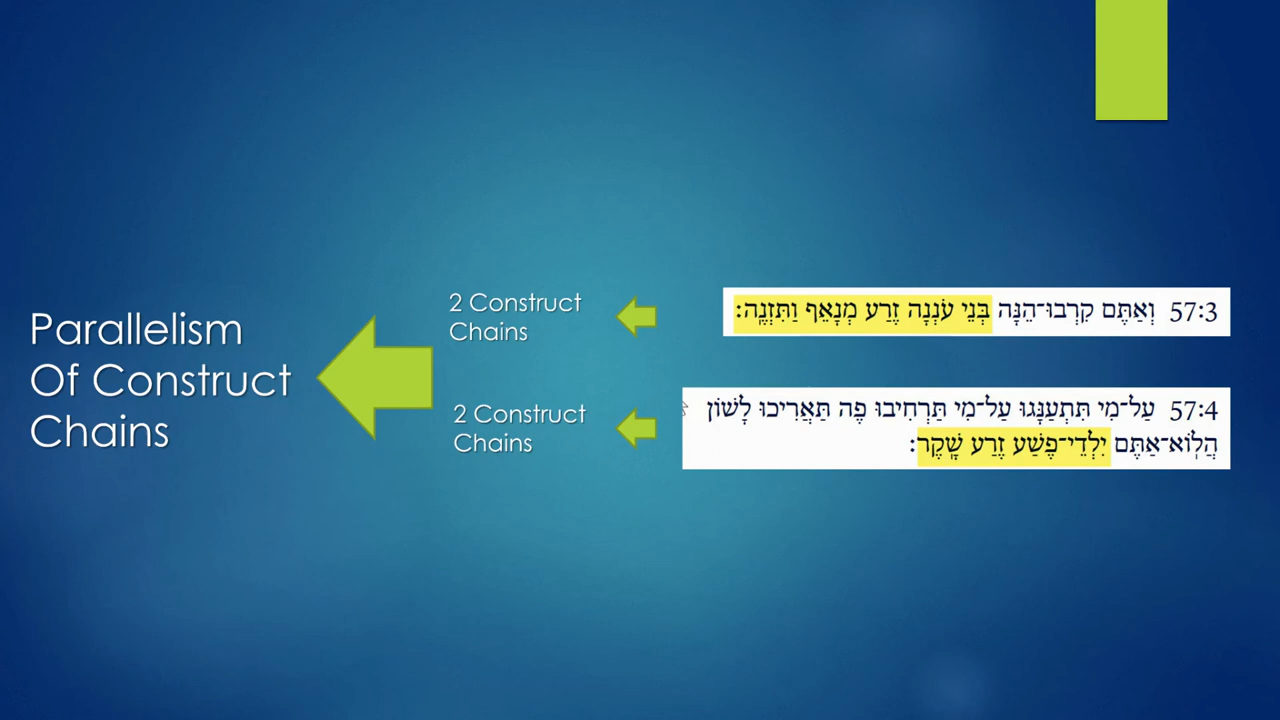 Parallelism
Of Construct
Chains
2 Construct
Chains
2 Construct
Chains
57:3 וְאַתֶּם קִרְבוּ־הֵנָּה בְּנֵי עֹנְנָה זֶרַע מְנָאֵף וַתִּזְנֶה׃
57:4 עַל־מִי תִּתְעַנָּגוּ עַל־מִי תַּרְחִיבוּ פֶה תַּאֲרִיכוּ לָשׁוֹן
הֲלוֹא־אַתֶּם יִלְדֵי־פֶשַׁע זֶרַע שָׁקֶר׃